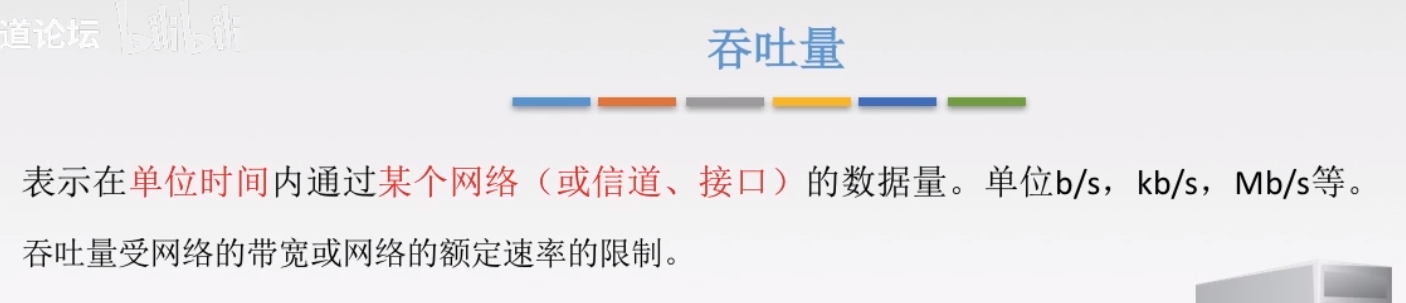 道论坛 bilibili
吞吐量
表示在单位时间内通过某个网络（或信道、接口）的数据量。单位b/s，kb/s，Mb/s等。
吞吐量受网络的带宽或网络的额定速率的限制。